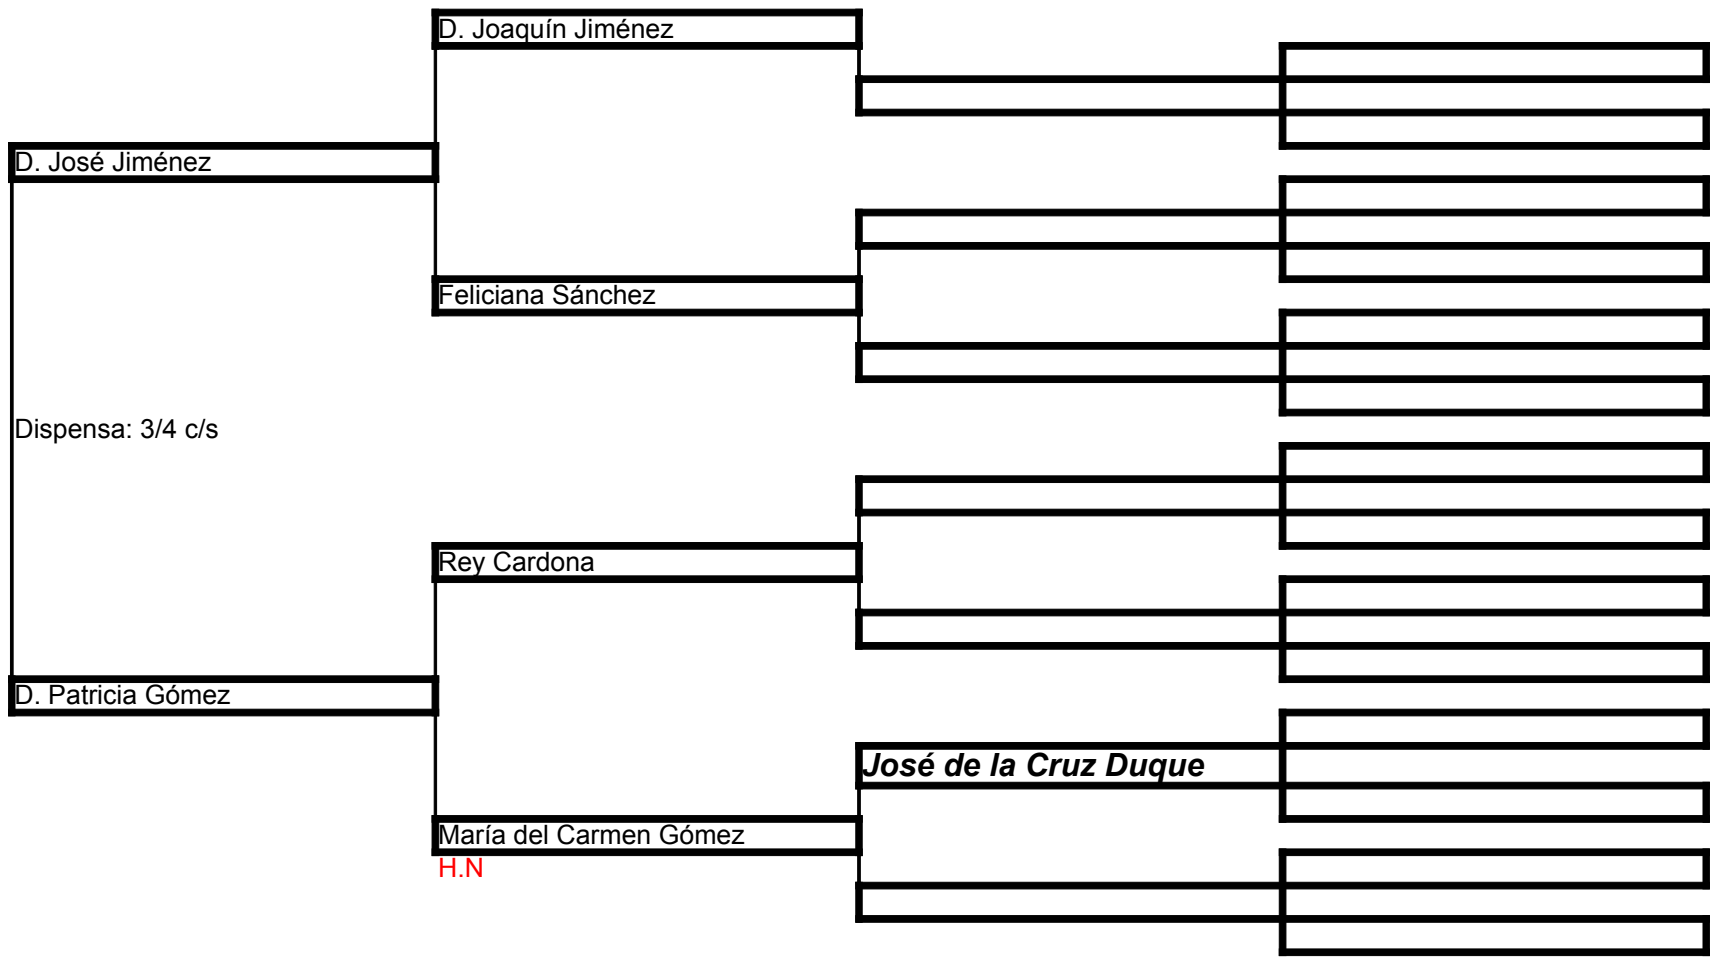 D. Joaquín Jiménez
D. José Jiménez
Feliciana Sánchez
Dispensa: 3/4 c/s
Rey Cardona
D. Patricia Gómez
José de la Cruz Duque
María del Carmen Gómez
H.N